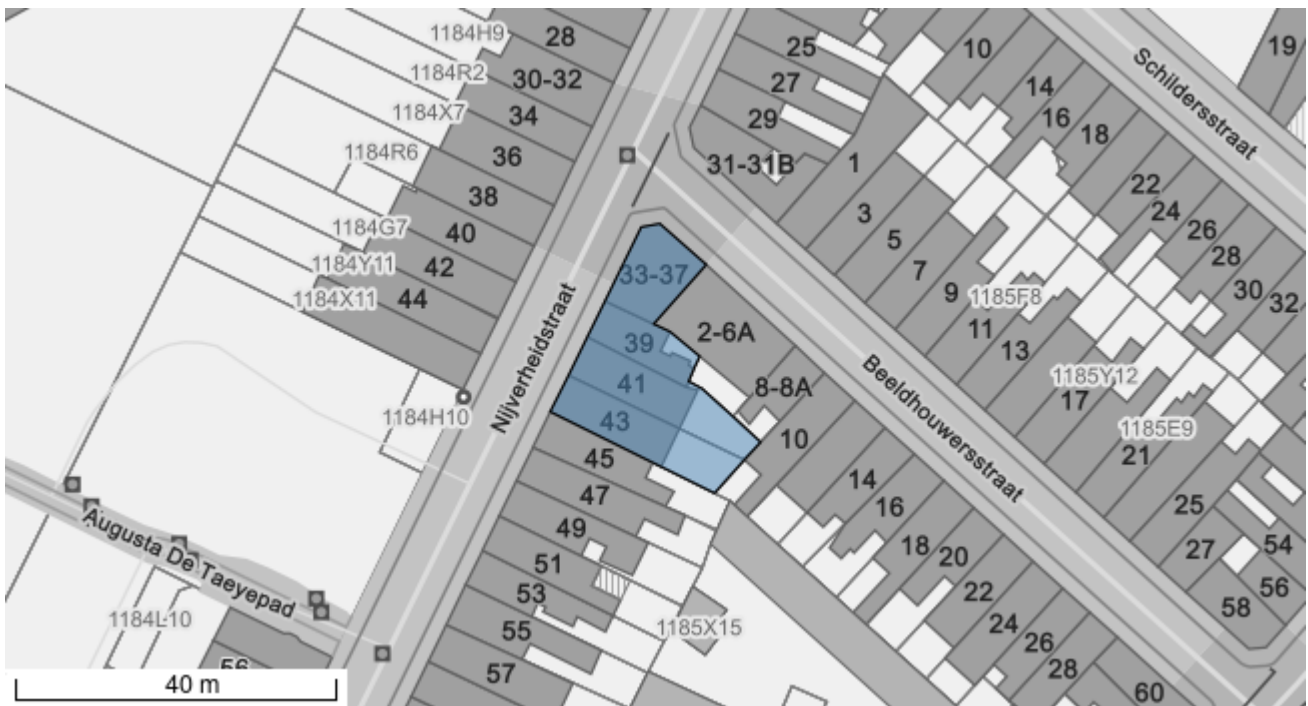 1184H9
28
1184R2
30-32
1184X7
34
1184R6
36
38
1184G7
40
1184Y11
42
1184X11
44
1184H10
Nijverheidstraat
Augusta De Taeyepad
1184L10
56
40 m
25
27
29
31-31B
10
14
16
18
22
24
26
28
30
32
19
Schildersstraat
1
3
5
7
9
1185F8
11
13
1185Y12
17
1185E9
21
25
27
54
56
58
Beeldhouwersstraat
33-37
39
41
43
2-6A
8-8A
10
14
16
18
20
22
24
26
28
60
45
47
49
51
53
55
57
1185X15